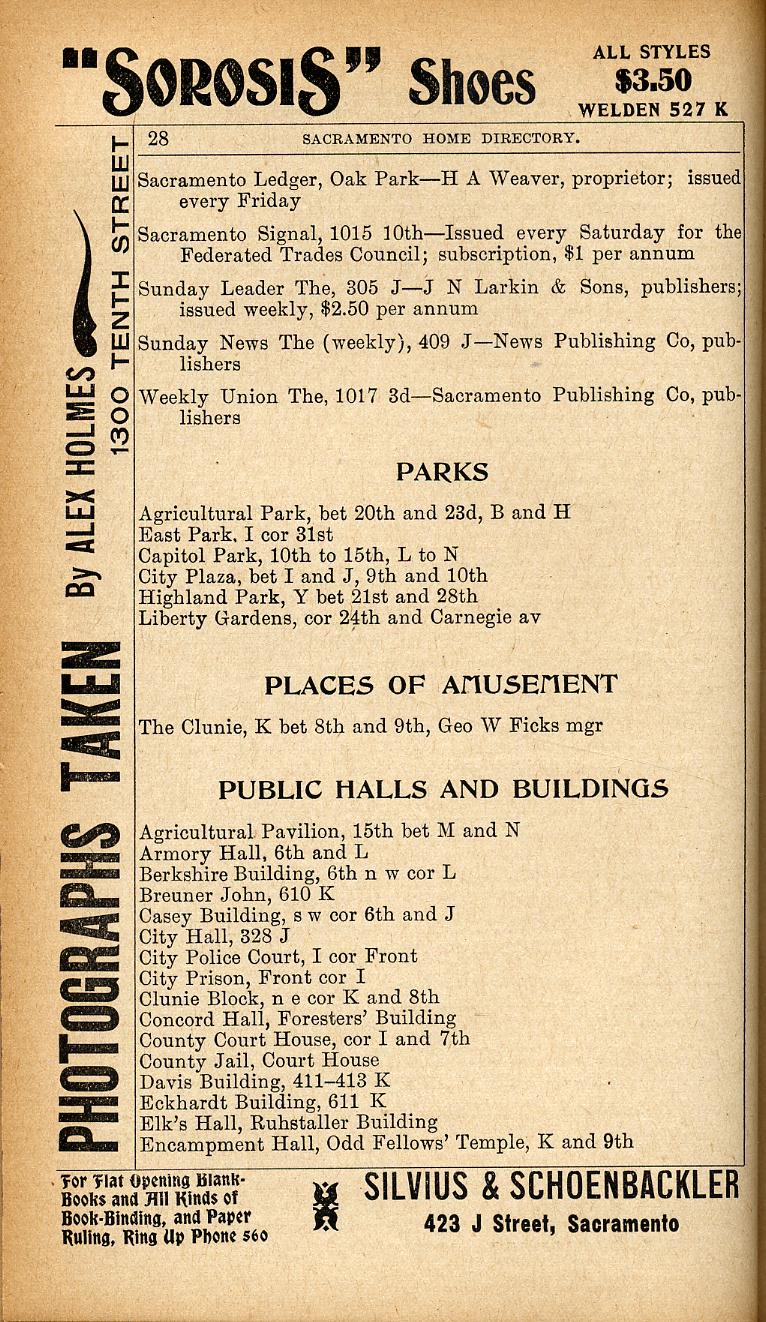 "SOROSIS" Shoes
ALL STYLES
$3.50
WELDEN 527 K
28 SACRAMENTO HOME DIRECTORY.
Sacramento Ledger, Oak Park—H A Weaver, proprietor; issued
every Friday
Sacramento Signal, 1015 10th—Issued every Saturday for the
Federated Trades Council; subscription, $1 per annum
Sunday Leader The, 305 J—J N Larkin & Sons, publishers;
issued weekly, $2.50 per annum
Sunday News The (weekly), 409 J—News Publishing Co, pub-
lishers
Weekly Union The, 1017 3d—Sacramento Publishing Co, pub-
lishers
PARKS
Agricultural Park, bet 20th and 23d, B and H
East Park, I cor 31st
Capitol Park, 10th to 15th, L to N
City Plaza, bet I and J, 9th and 10th
Highland Park, Y bet 21st and 28th
Liberty Gardens, cor 24th and Carnegie av
PLACES OF AMUSEMENT
The Clunie, K bet 8th and 9th, Geo W Ficks mgr
PUBLIC HALLS AND BUILDINGS
Agricultural Pavilion, 15th bet M and N
Armory Hall, 6th and L
Berkshire Building, 6th n w cor L
Breuner John, 610 K
Casey Building, s w cor 6th and J
City Hall, 328 J
City Police Court, I cor Front
City Prison, Front cor I
Clunie Block, n e cor K and 8th
Concord Hall, Foresters' Building
County Court House, cor I and 7th
County Jail, Court House
Davis Building, 411–413 K
Eckhardt Building, 611 K
Elk's Hall, Ruhstaller Building
Encampment Hall, Odd Fellows' Temple, K and 9th
PHOTOGRAPHS TAKEN By ALEX HOLMES
1300 TENTH STREET
For Flat Opening Blank-
Books and All Kinds of
Book-Binding, and Paper
Ruling, Ring Up Phone 560
SILVIUS & SCHOENBACKLER
423 J Street, Sacramento